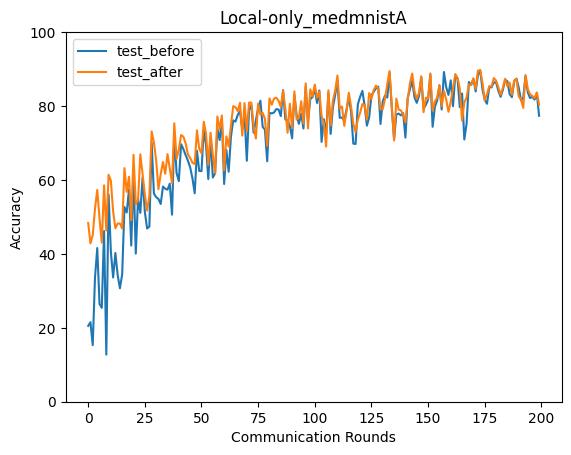 Local-only_medmnistA
test_before
test_after
100
80
60
40
20
0
Accuracy
0 25 50 75 100 125 150 175 200
Communication Rounds